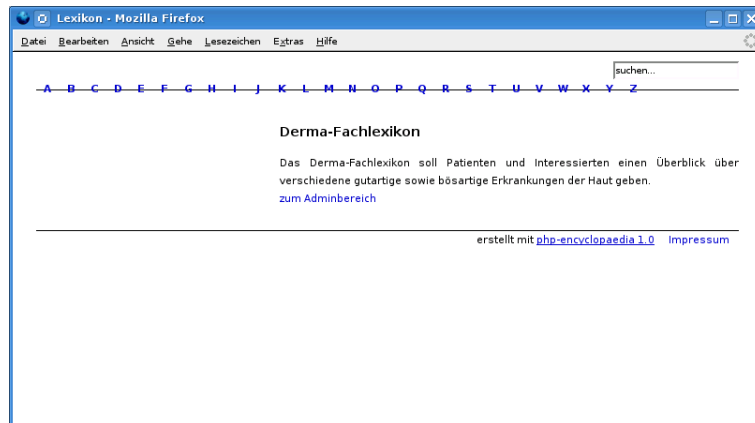 Lexikon - Mozilla Firefox
Datei Bearbeiten Ansicht Gehe Lesezeichen Extras Hilfe
suchen...
A B C D E F G H I J K L M N O P Q R S T U V W X Y Z
Derma-Fachlexikon
Das Derma-Fachlexikon soll Patienten und Interessierten einen Überblick über
verschiedene gutartige sowie bösartige Erkrankungen der Haut geben.
zum Adminbereich
erstellt mit php-encyclopaedia 1.0 Impressum